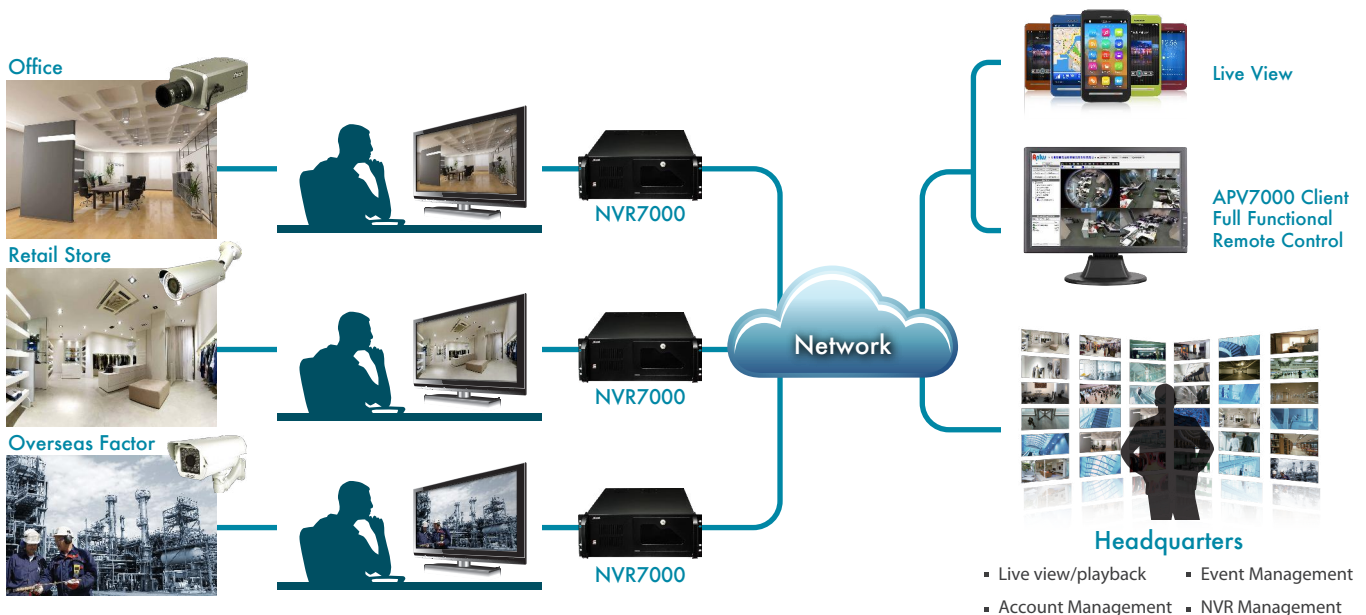 Office
NVR7000
Retail Store
NVR7000
Overseas Factor
NVR7000
Network
Live View
APV7000 Client
Full Functional
Remote Control
Headquarters
▪ Live view/playback ▪ Event Management
▪ Account Management ▪ NVR Management